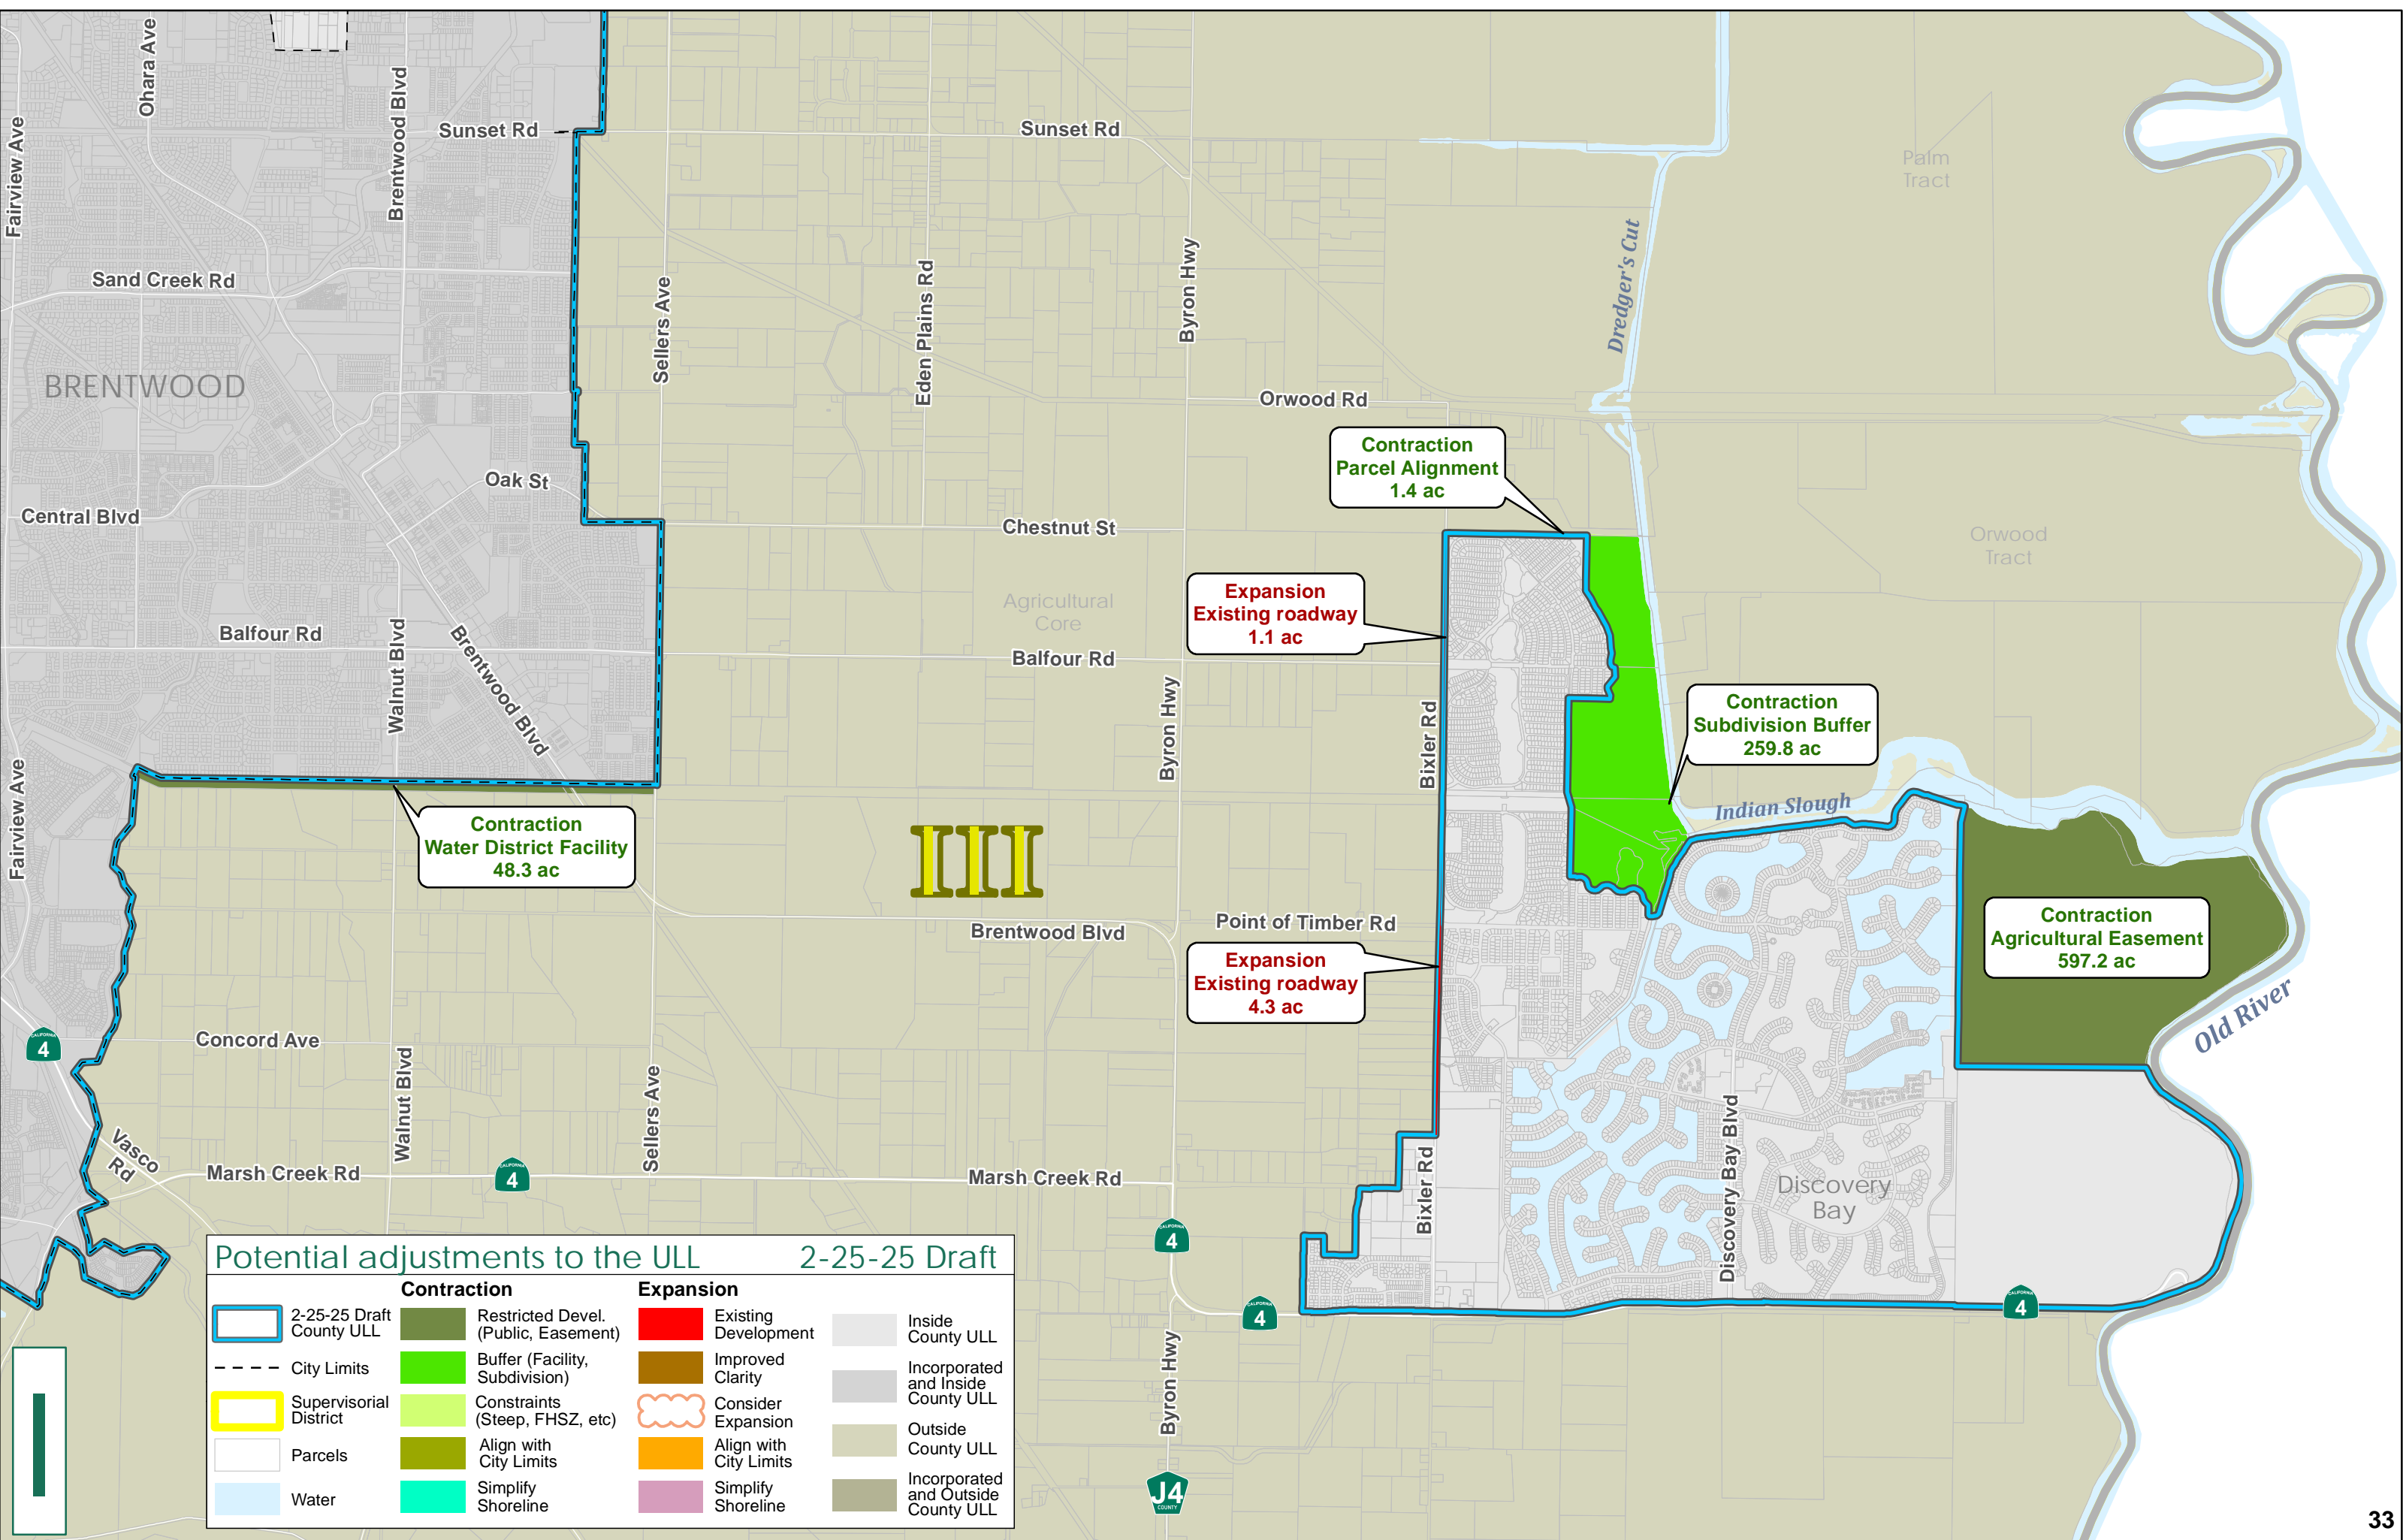 Fairview Ave
Ohara Ave
Brentwood Blvd
Sunset Rd
Sunset Rd
Palm
Tract
Sand Creek Rd
Sellers Ave
Eden Plains Rd
Byron Hwy
Dredger's Cut
BRENTWOOD
Orwood Rd
Contraction
Parcel Alignment
1.4 ac
Oak St
Central Blvd
Chestnut St
Orwood
Tract
Expansion
Existing roadway
1.1 ac
Agricultural
Core
Balfour Rd
Walnut Blvd
Brentwood Blvd
Balfour Rd
Byron Hwy
Bixler Rd
Contraction
Subdivision Buffer
259.8 ac
Indian Slough
Fairview Ave
Contraction
Water District Facility
48.3 ac
III
Point of Timber Rd
Brentwood Blvd
Contraction
Agricultural Easement
597.2 ac
Expansion
Existing roadway
4.3 ac
Old River
CALIFORNIA
4
Concord Ave
Walnut Blvd
Sellers Ave
Vasco
Rd
Marsh Creek Rd
CALIFORNIA
4
Marsh Creek Rd
Bixler Rd
Discovery Bay Blvd
Discovery
Bay
CALIFORNIA
4
CALIFORNIA
4
CALIFORNIA
4
Byron Hwy
J4
COUNTY
Potential adjustments to the ULL 2-25-25 Draft
2-25-25 Draft
County ULL
City Limits
Supervisorial
District
Parcels
Water
Contraction
Restricted Devel.
(Public, Easement)
Buffer (Facility,
Subdivision)
Constraints
(Steep, FHSZ, etc)
Align with
City Limits
Simplify
Shoreline
Expansion
Existing
Development
Improved
Clarity
Consider
Expansion
Align with
City Limits
Simplify
Shoreline
Inside
County ULL
Incorporated
and Inside
County ULL
Outside
County ULL
Incorporated
and Outside
County ULL
33